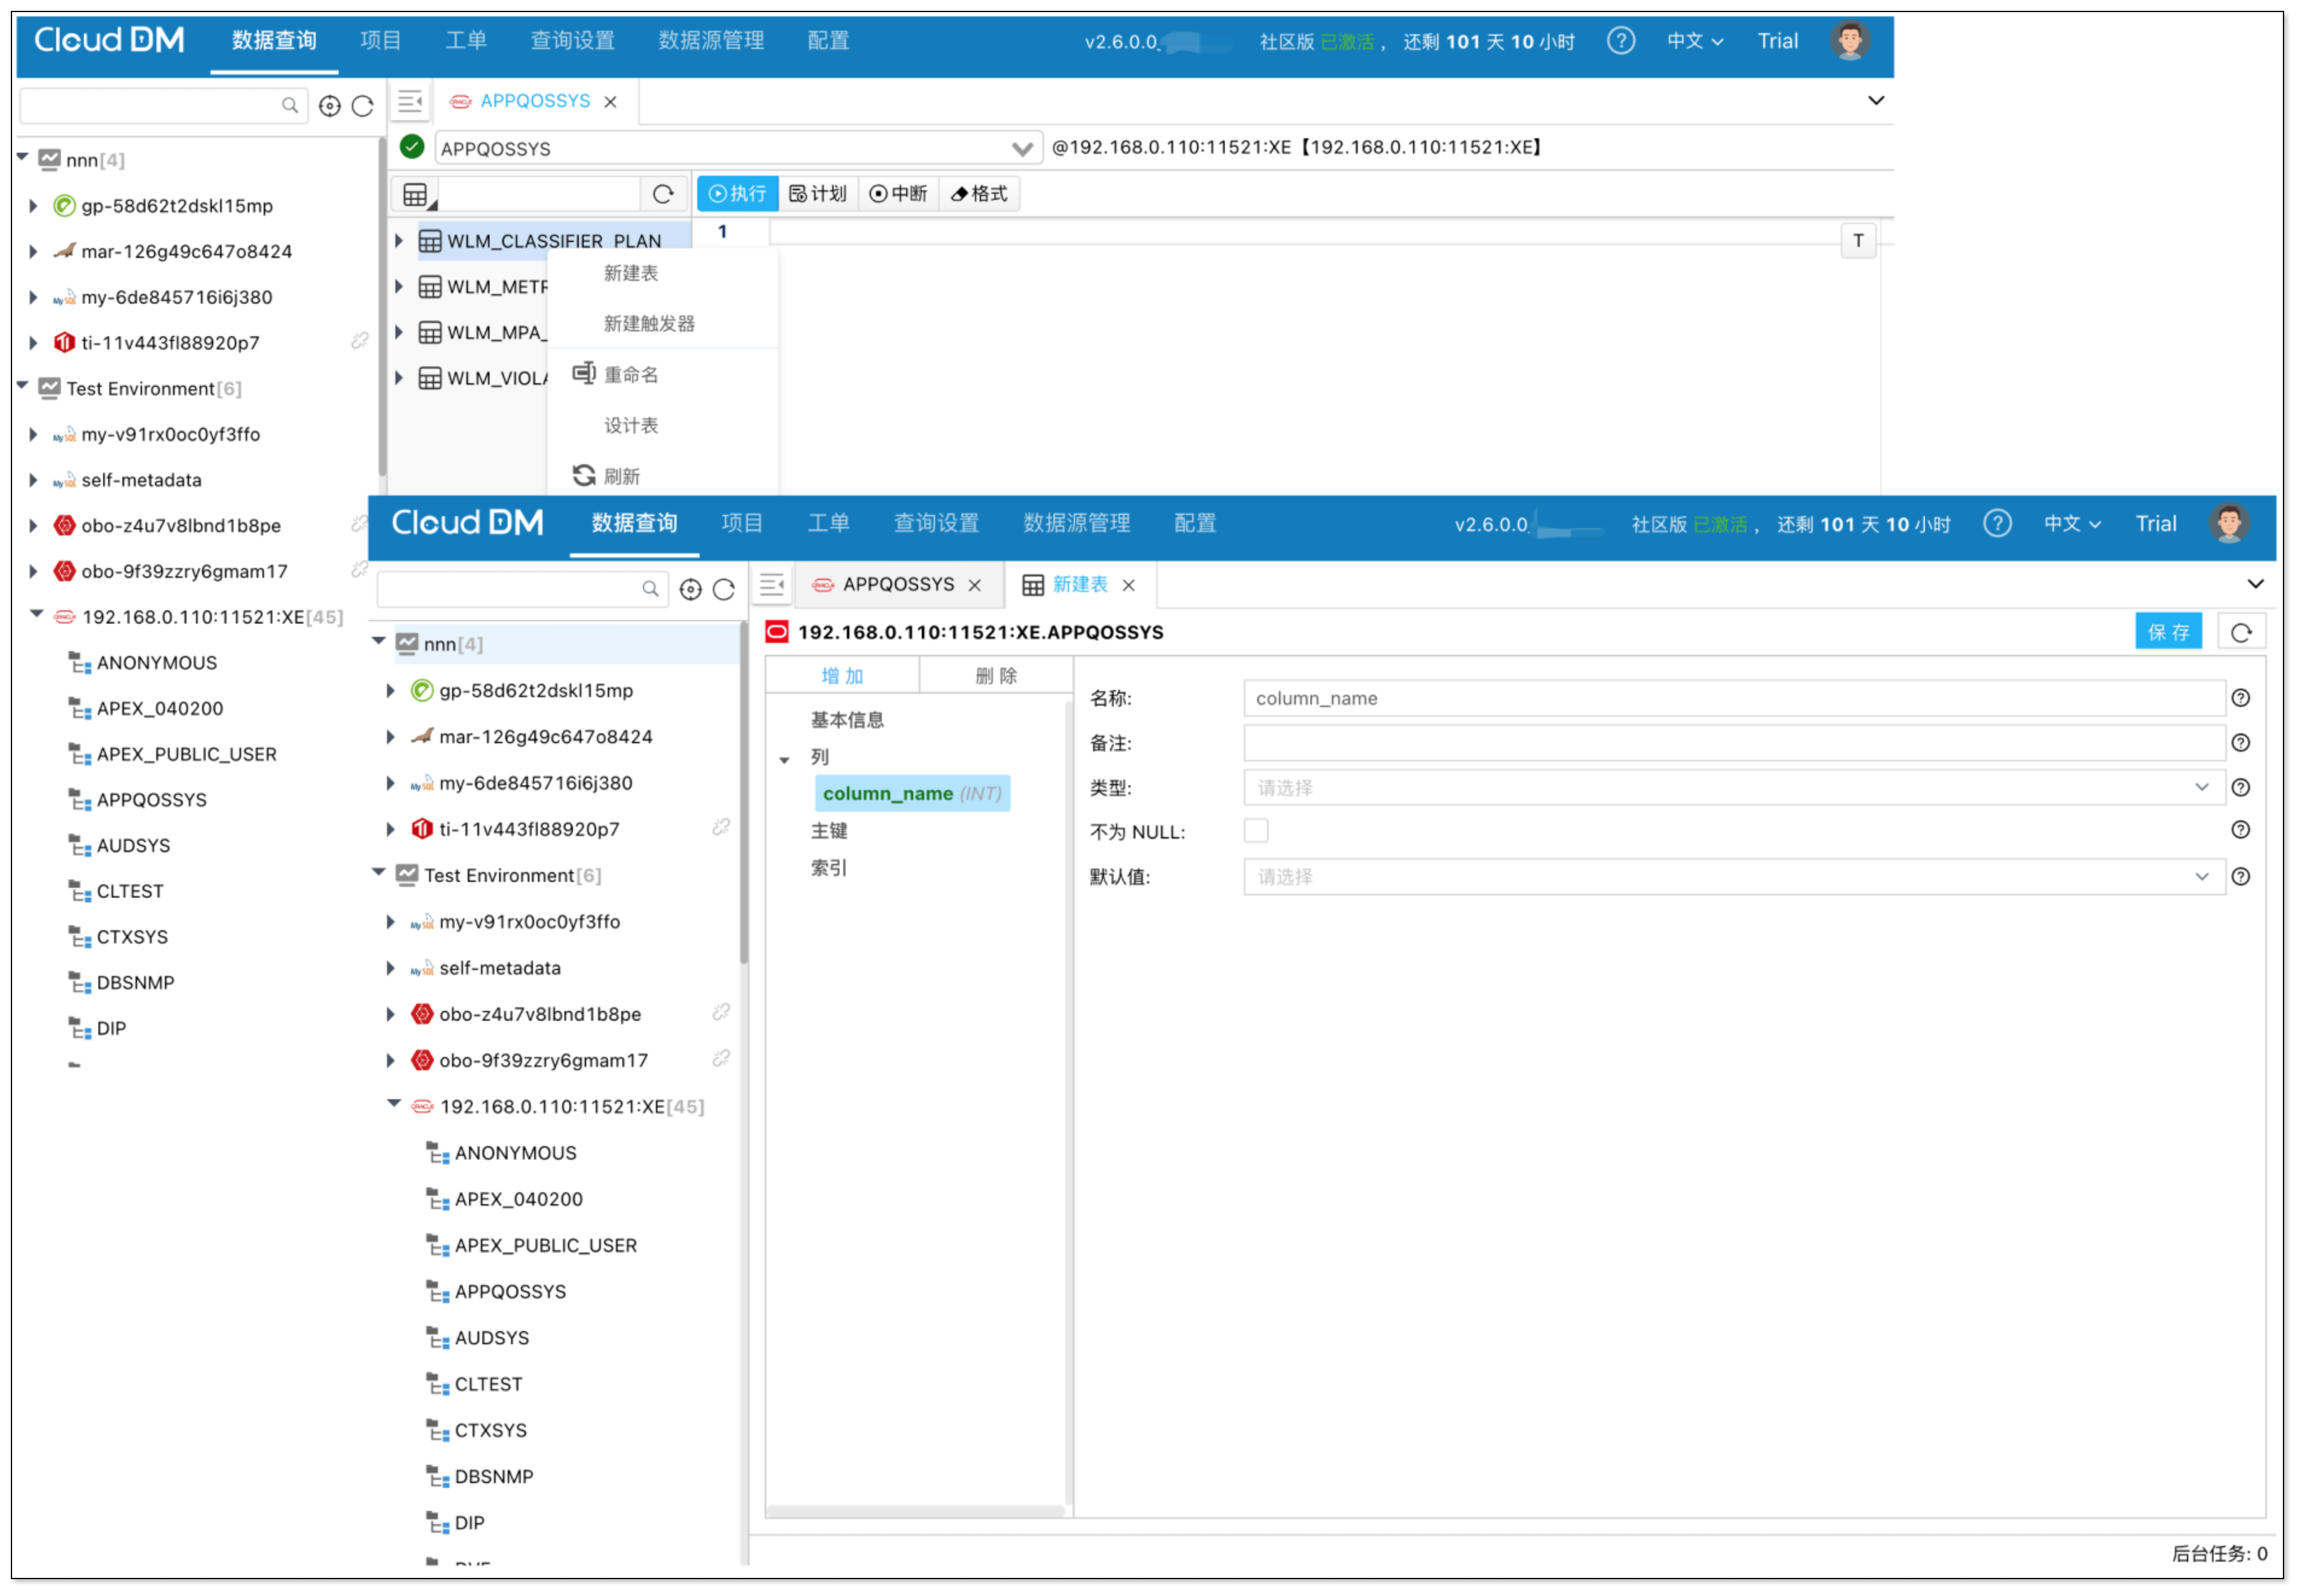 Cloud DM 数据查询 项目 工单 查询设置 数据源管理 配置 v2.6.0.0_ 社区版 已激活， 还剩 101 天 10 小时 中文 Trial
APPQOSSYS
APPQOSSYS @192.168.0.110:11521:XE【192.168.0.110:11521:XE】
nnn[4]
gp-58d62t2dskl15mp
mar-126g49c647o8424
my-6de845716i6j380
ti-11v443fl88920p7
Test Environment[6]
my-v91rx0oc0yf3ffo
self-metadata
obo-z4u7v8lbnd1b8pe
obo-9f39zzry6gmam17
192.168.0.110:11521:XE[45]
ANONYMOUS
APEX_040200
APEX_PUBLIC_USER
APPQOSSYS
AUDSYS
CLTEST
CTXSYS
DBSNMP
DIP
执行 计划 中断 格式
WLM_CLASSIFIER_PLAN
WLM_METR
WLM_MPA_
WLM_VIOLA
1
T
新建表
新建触发器
重命名
设计表
刷新
Cloud DM 数据查询 项目 工单 查询设置 数据源管理 配置 v2.6.0.0_ 社区版 已激活， 还剩 101 天 10 小时 中文 Trial
APPQOSSYS 新建表
192.168.0.110:11521:XE.APPQOSSYS 保存
nnn[4]
gp-58d62t2dskl15mp
mar-126g49c647o8424
my-6de845716i6j380
ti-11v443fl88920p7
Test Environment[6]
my-v91rx0oc0yf3ffo
self-metadata
obo-z4u7v8lbnd1b8pe
obo-9f39zzry6gmam17
192.168.0.110:11521:XE[45]
ANONYMOUS
APEX_040200
APEX_PUBLIC_USER
APPQOSSYS
AUDSYS
CLTEST
CTXSYS
DBSNMP
DIP
增加 删除
基本信息
列
column_name (INT)
主键
索引
名称: column_name
备注:
类型: 请选择
不为 NULL:
默认值: 请选择
后台任务: 0